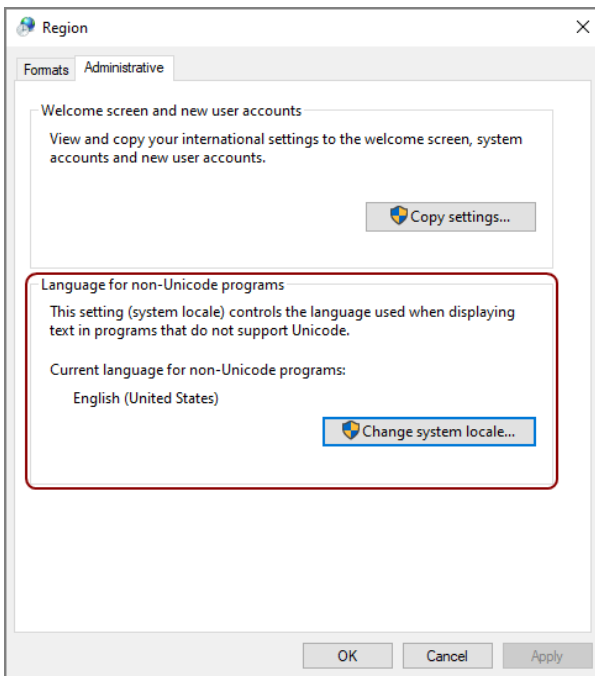 Region
Formats
Administrative
Welcome screen and new user accounts
View and copy your international settings to the welcome screen, system
accounts and new user accounts.
Copy settings...
Language for non-Unicode programs
This setting (system locale) controls the language used when displaying
text in programs that do not support Unicode.
Current language for non-Unicode programs:
English (United States)
Change system locale...
OK
Cancel
Apply